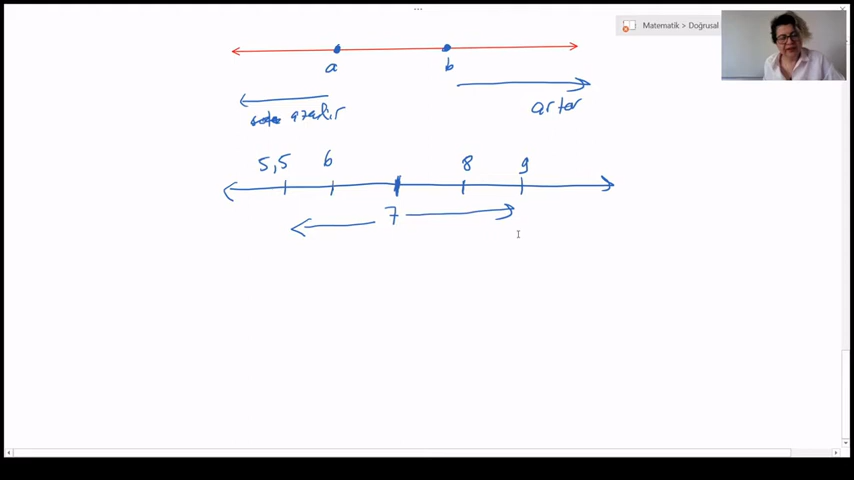 ...
Matematik > Doğrusal
a b
azalır artar
5,5 6 8 9
7